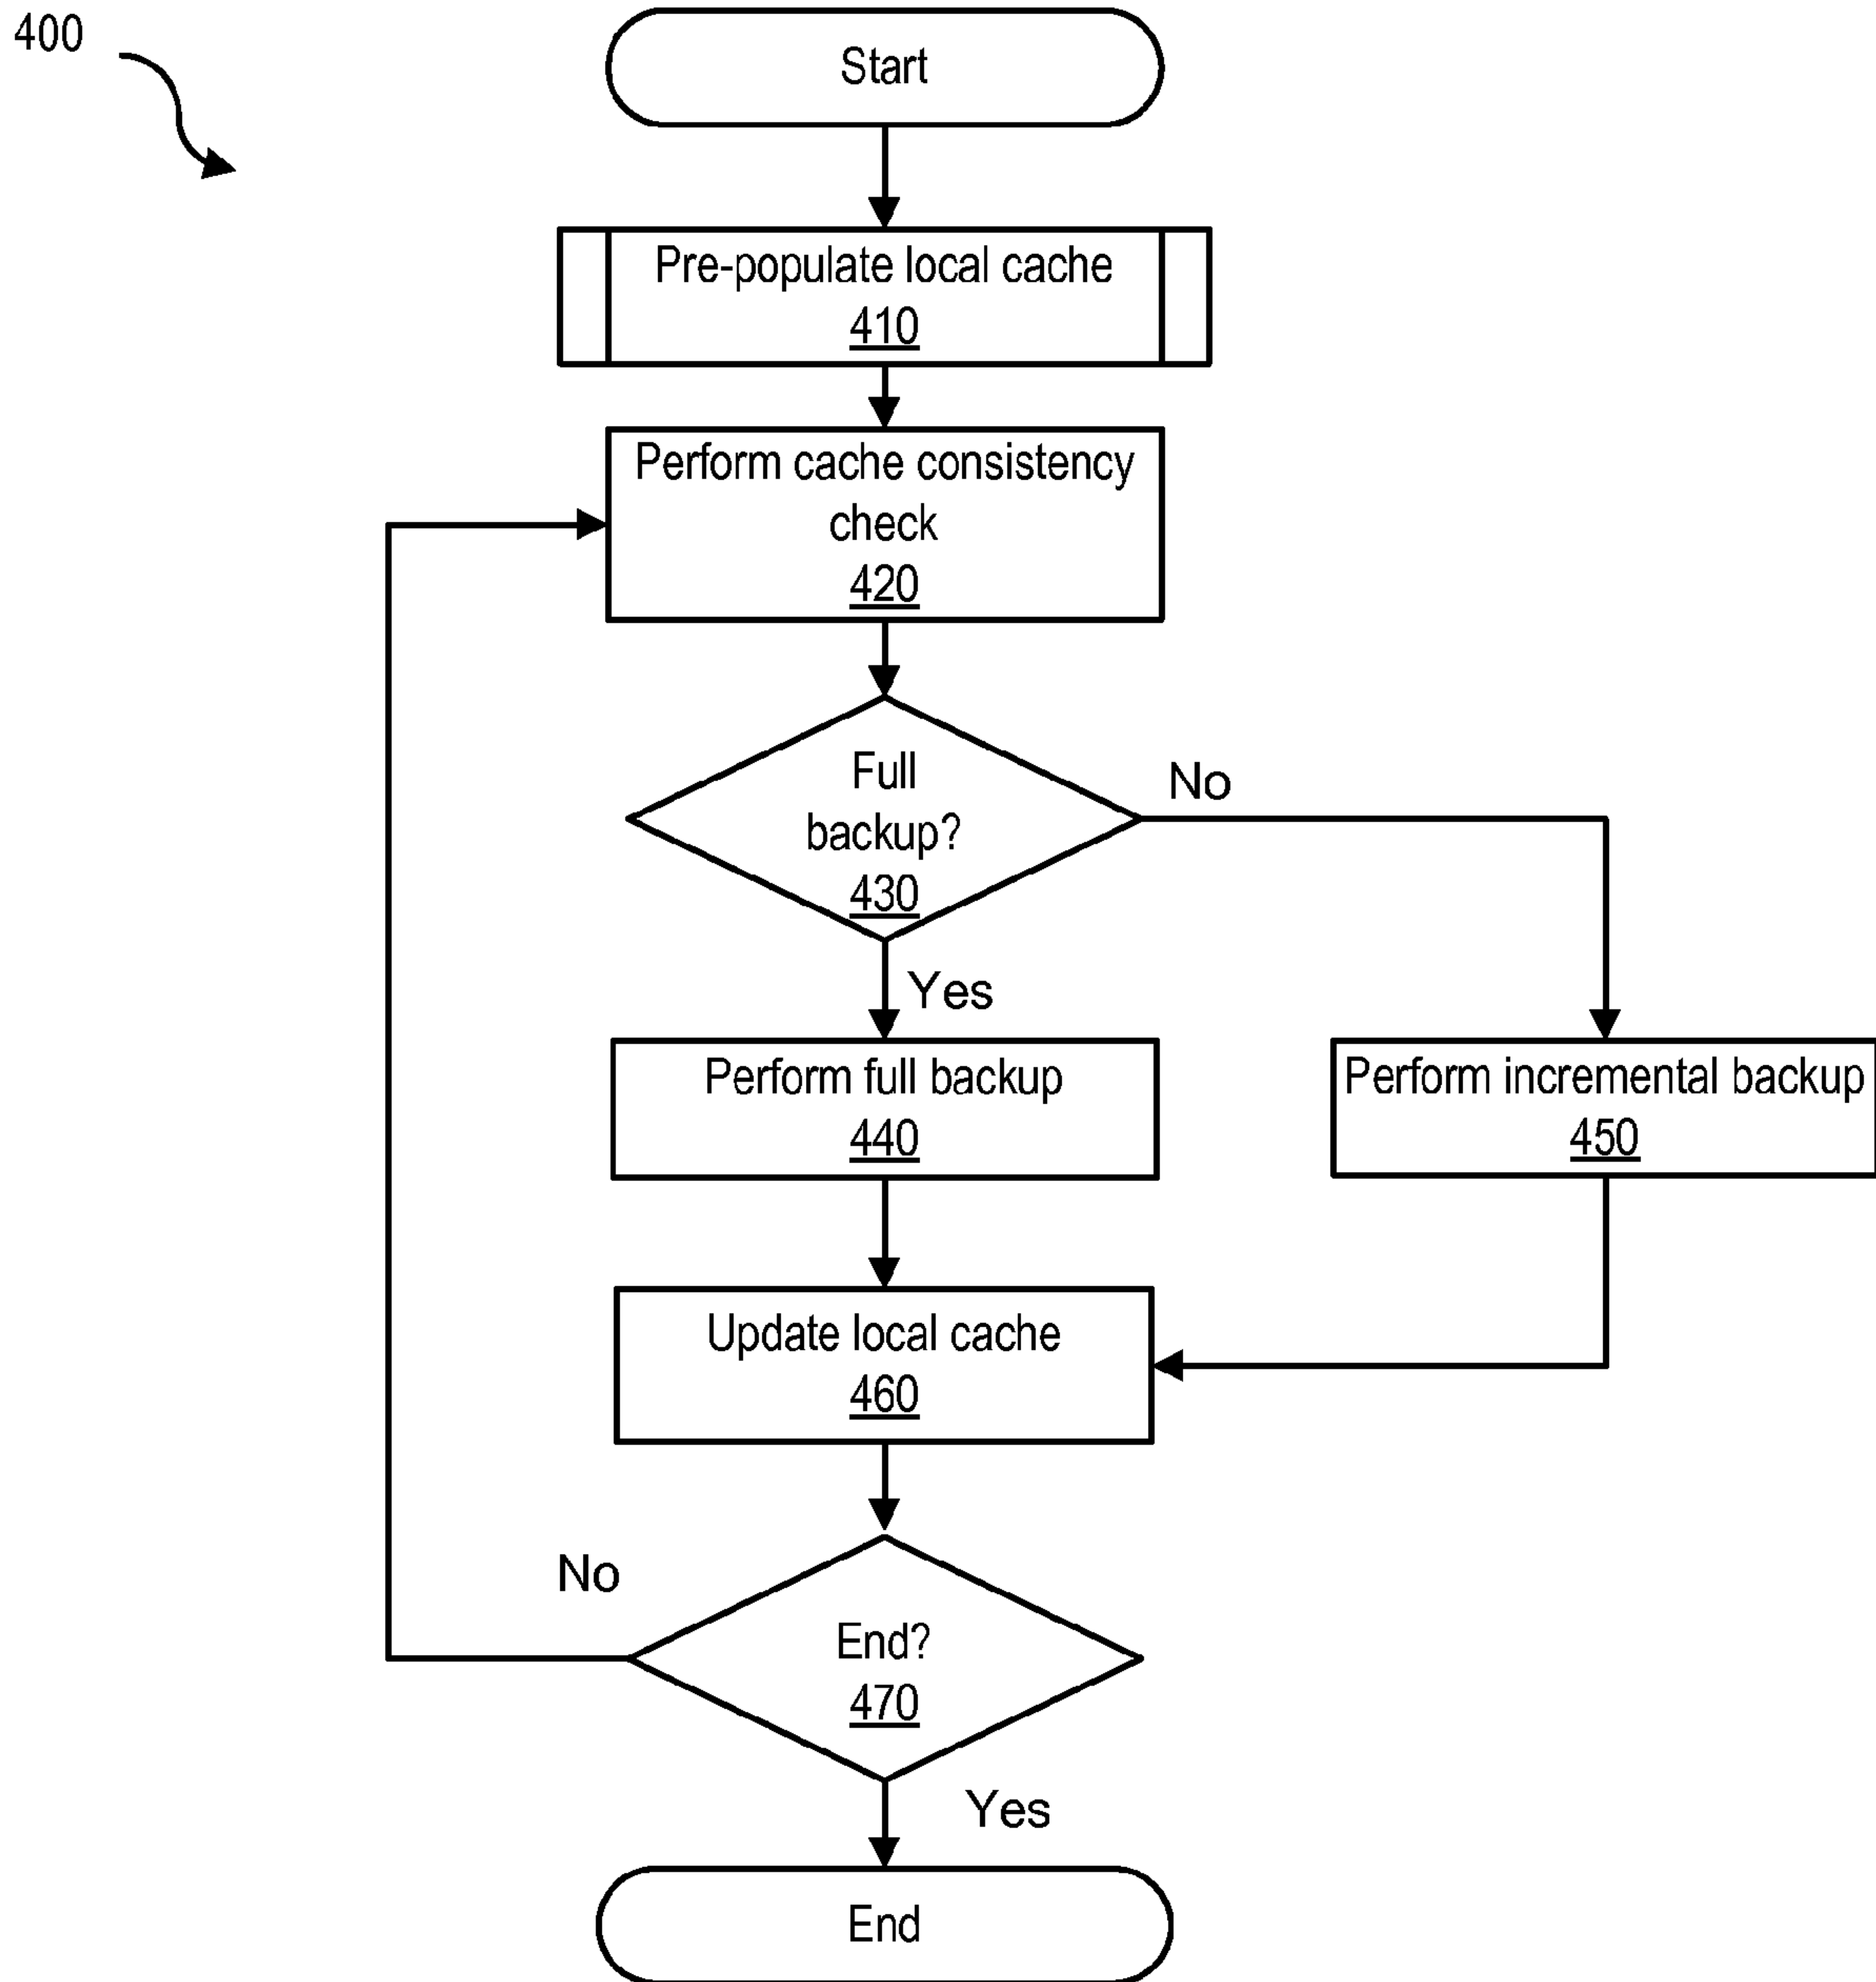 400
Start
Pre-populate local cache
410
Perform cache consistency
check
420
Full
backup?
430
No
Yes
Perform full backup
440
Perform incremental backup
450
Update local cache
460
No
End?
470
Yes
End